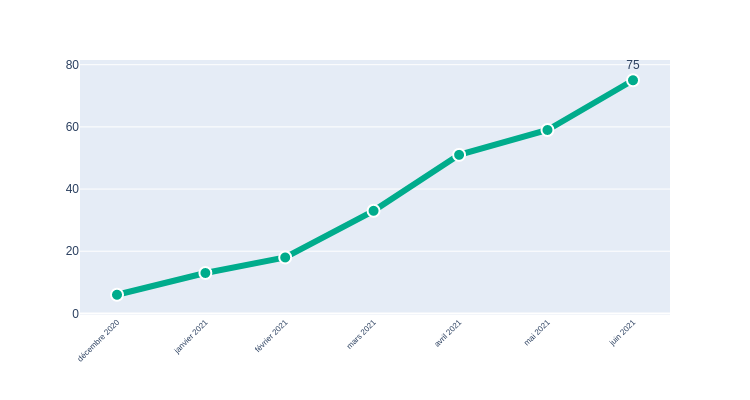 80
75
60
40
20
0
décembre 2020
janvier 2021
février 2021
mars 2021
avril 2021
mai 2021
juin 2021